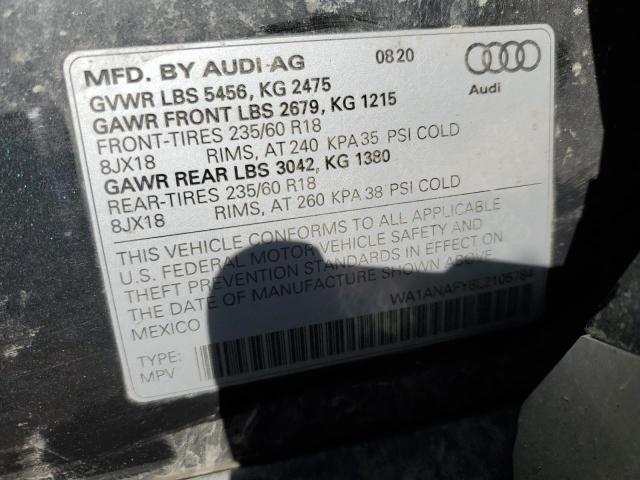 MFD. BY AUDI AG 0820
GVWR LBS 5456, KG 2475
Audi
GAWR FRONT LBS 2679, KG 1215
FRONT-TIRES 235/60 R18
8JX18 RIMS, AT 240 KPA 35 PSI COLD
GAWR REAR LBS 3042, KG 1380
REAR-TIRES 235/60 R18
8JX18 RIMS, AT 260 KPA 38 PSI COLD
THIS VEHICLE CONFORMS TO ALL APPLICABLE
U.S. FEDERAL MOTOR VEHICLE SAFETY AND
THEFT PREVENTION STANDARDS IN EFFECT ON
THE DATE OF MANUFACTURE SHOWN ABOVE.
MEXICO
TYPE:
MPV